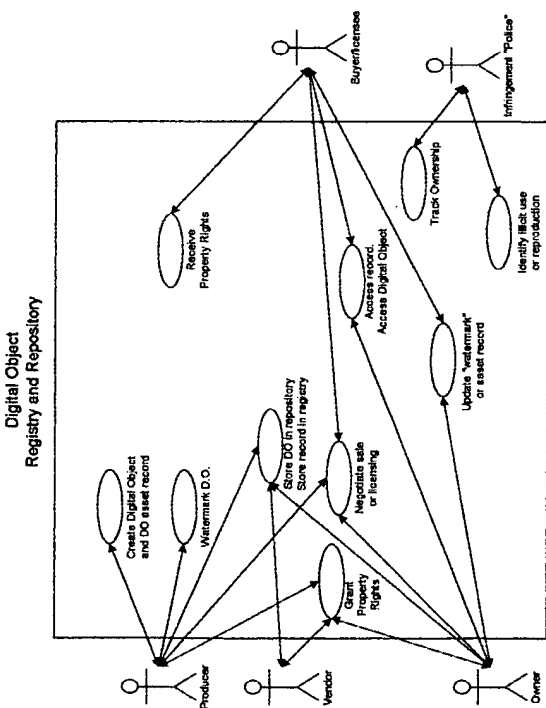 Digital Object
Registry and Repository
Producer
Vendor
Owner
Create Digital Object
and DO asset record
Watermark D.O.
Store DO in repository
Store record in registry
Grant
Property
Rights
Negotiate sale
or licensing
Receive
Property Rights
Access record.
Access Digital Object
Update "watermark"
or asset record
Track Ownership
Identify illicit use
or reproduction
Buyer/licensee
Infringement "Police"